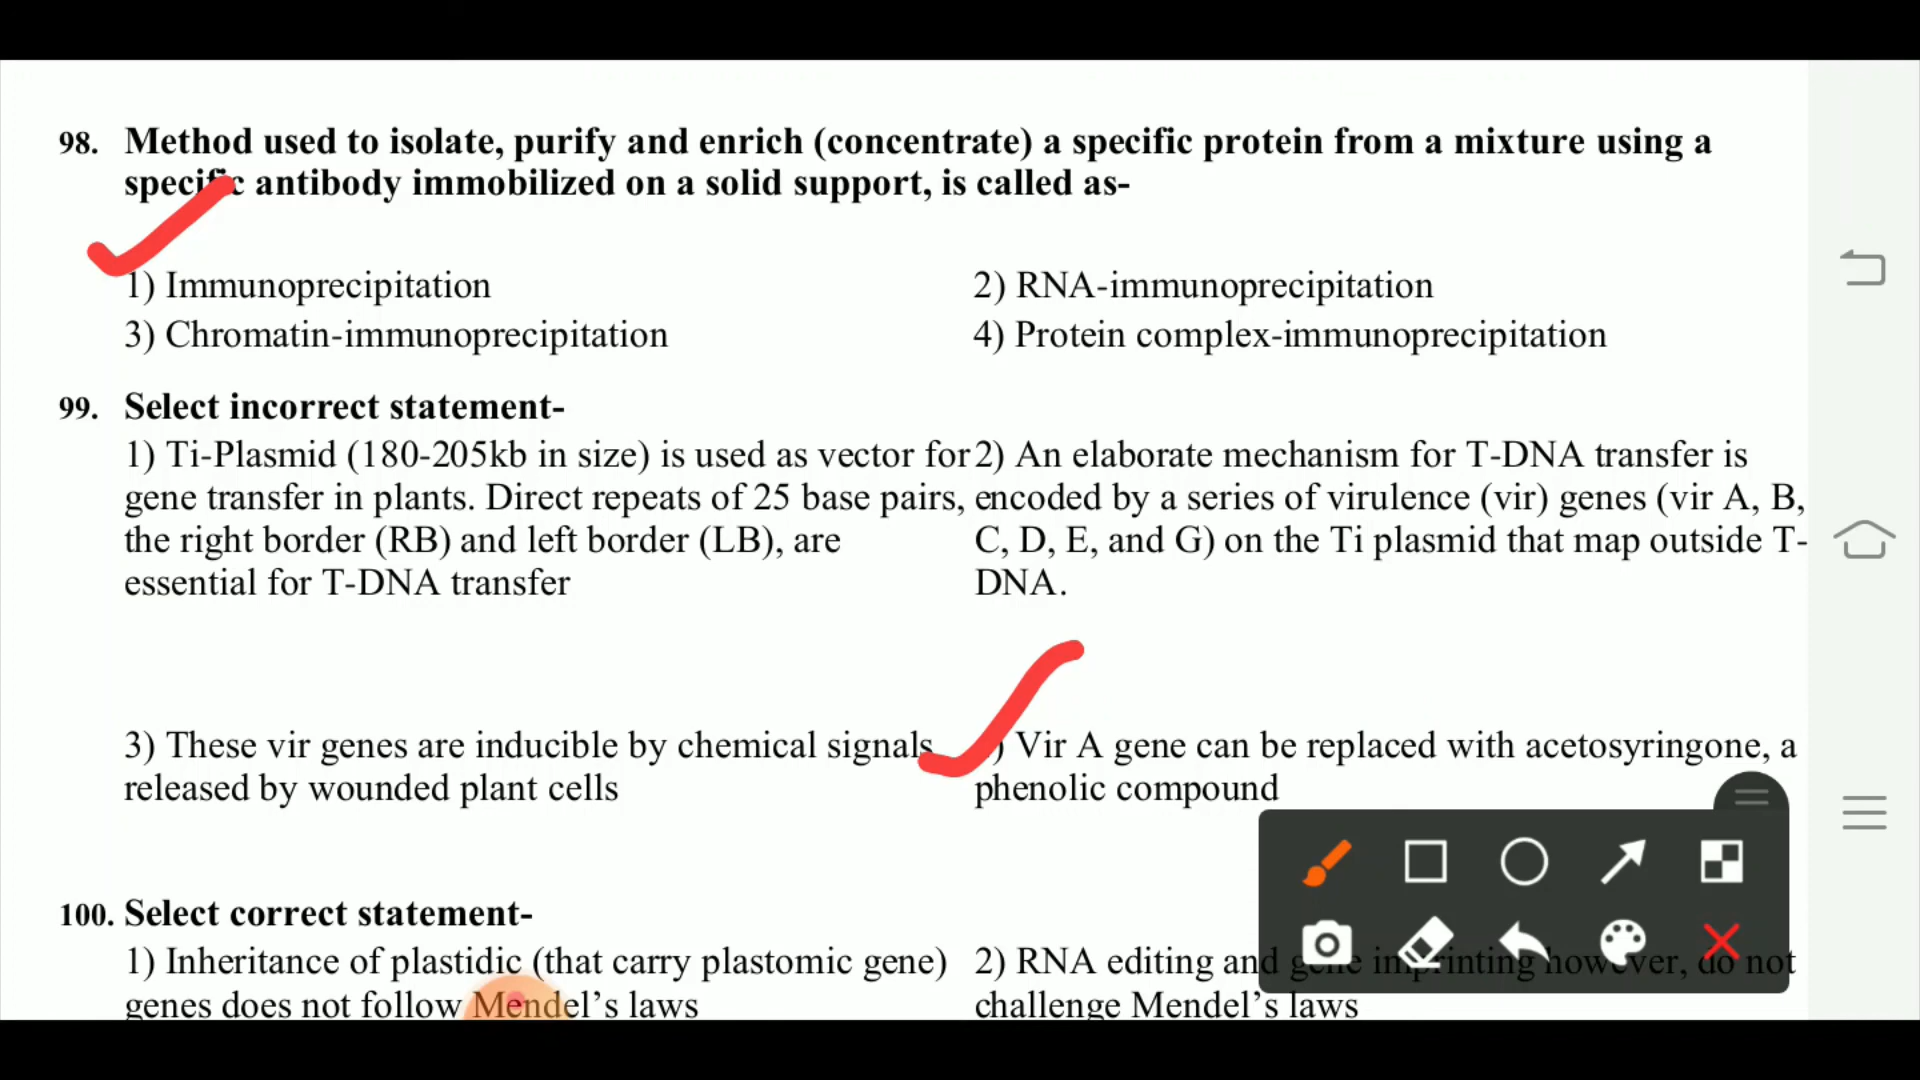 98. Method used to isolate, purify and enrich (concentrate) a specific protein from a mixture using a
specific antibody immobilized on a solid support, is called as-
1) Immunoprecipitation
2) RNA-immunoprecipitation
3) Chromatin-immunoprecipitation
4) Protein complex-immunoprecipitation
99. Select incorrect statement-
1) Ti-Plasmid (180-205kb in size) is used as vector for
gene transfer in plants. Direct repeats of 25 base pairs,
the right border (RB) and left border (LB), are
essential for T-DNA transfer
2) An elaborate mechanism for T-DNA transfer is
encoded by a series of virulence (vir) genes (vir A, B,
C, D, E, and G) on the Ti plasmid that map outside T-
DNA.
3) These vir genes are inducible by chemical signals
released by wounded plant cells
) Vir A gene can be replaced with acetosyringone, a
phenolic compound
100. Select correct statement-
1) Inheritance of plastidic (that carry plastomic gene)
genes does not follow Mendel's laws
2) RNA editing and gene imprinting however, do not
challenge Mendel's laws